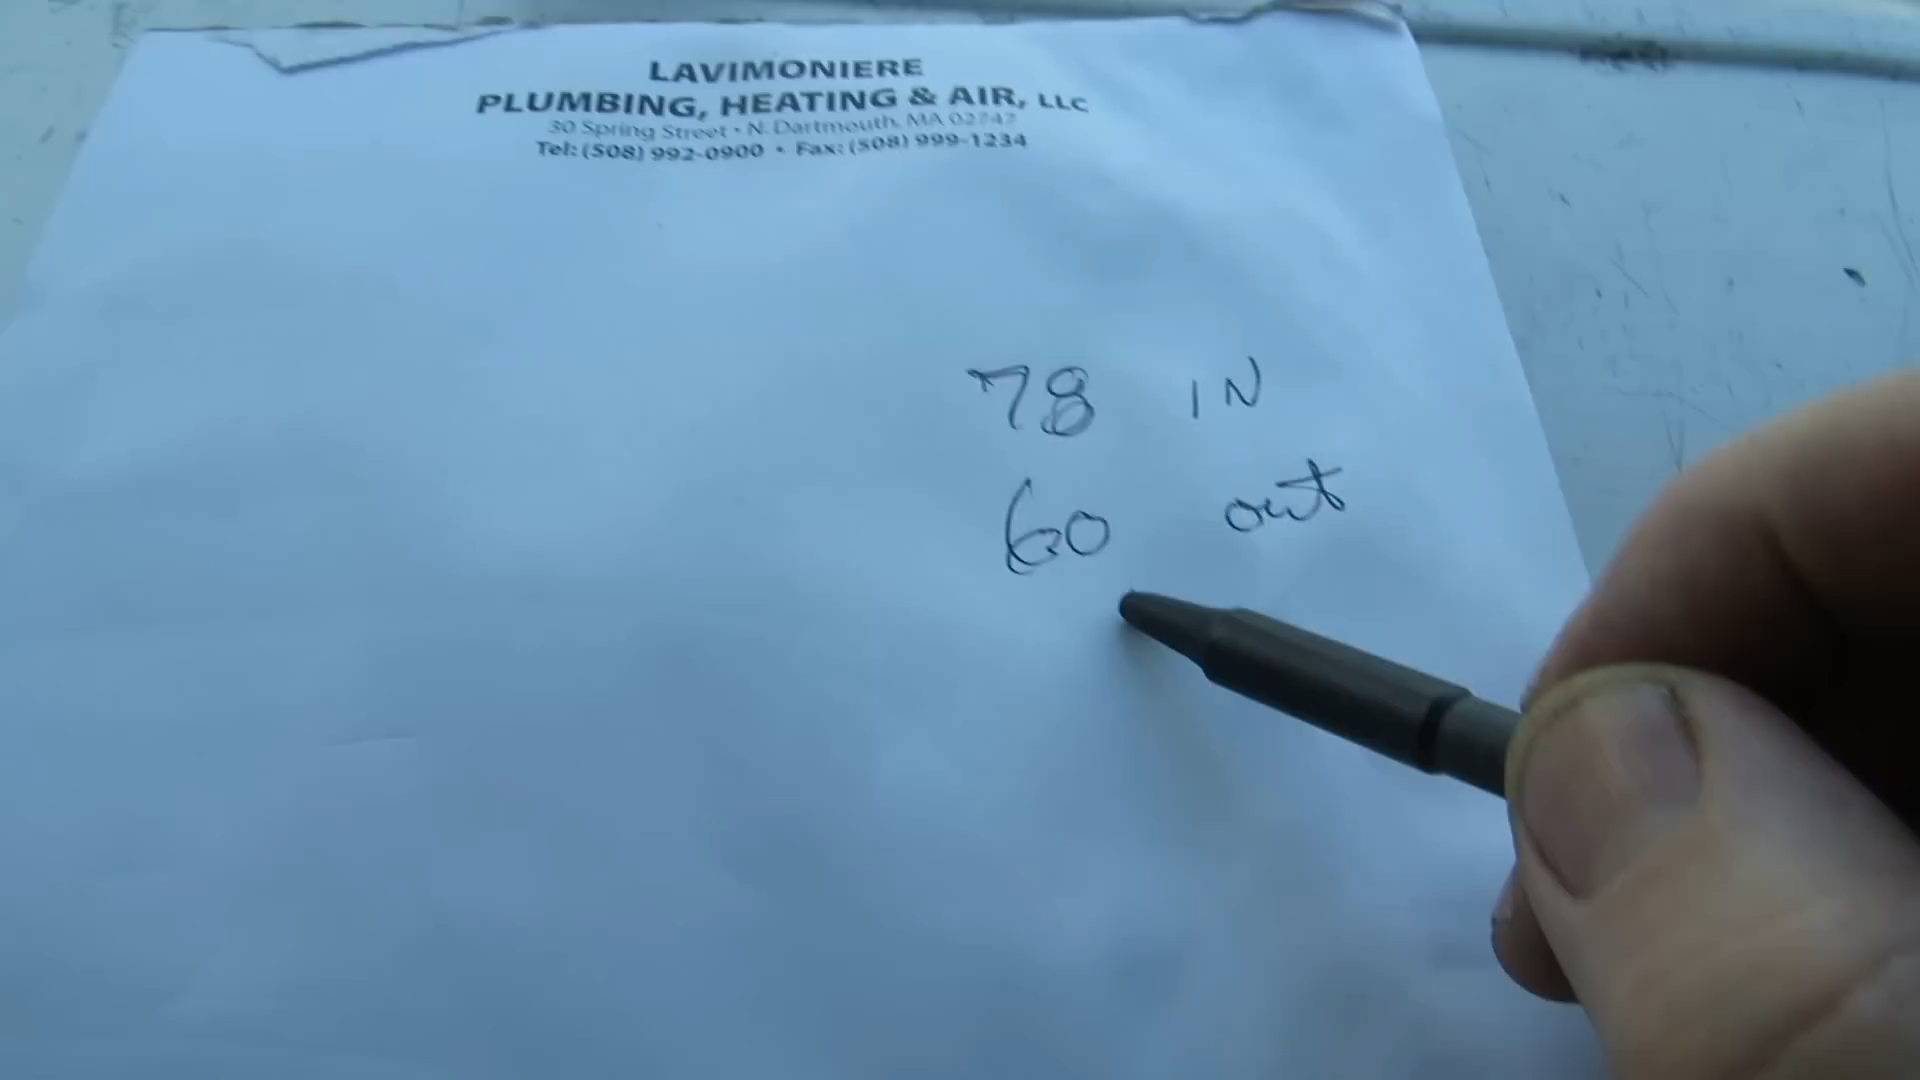 LAVIMONIERE
PLUMBING, HEATING & AIR, LLC
30 Spring Street • N. Dartmouth, MA 02747
Tel: (508) 992-0900 • Fax: (508) 999-1234
78 IN
60 out